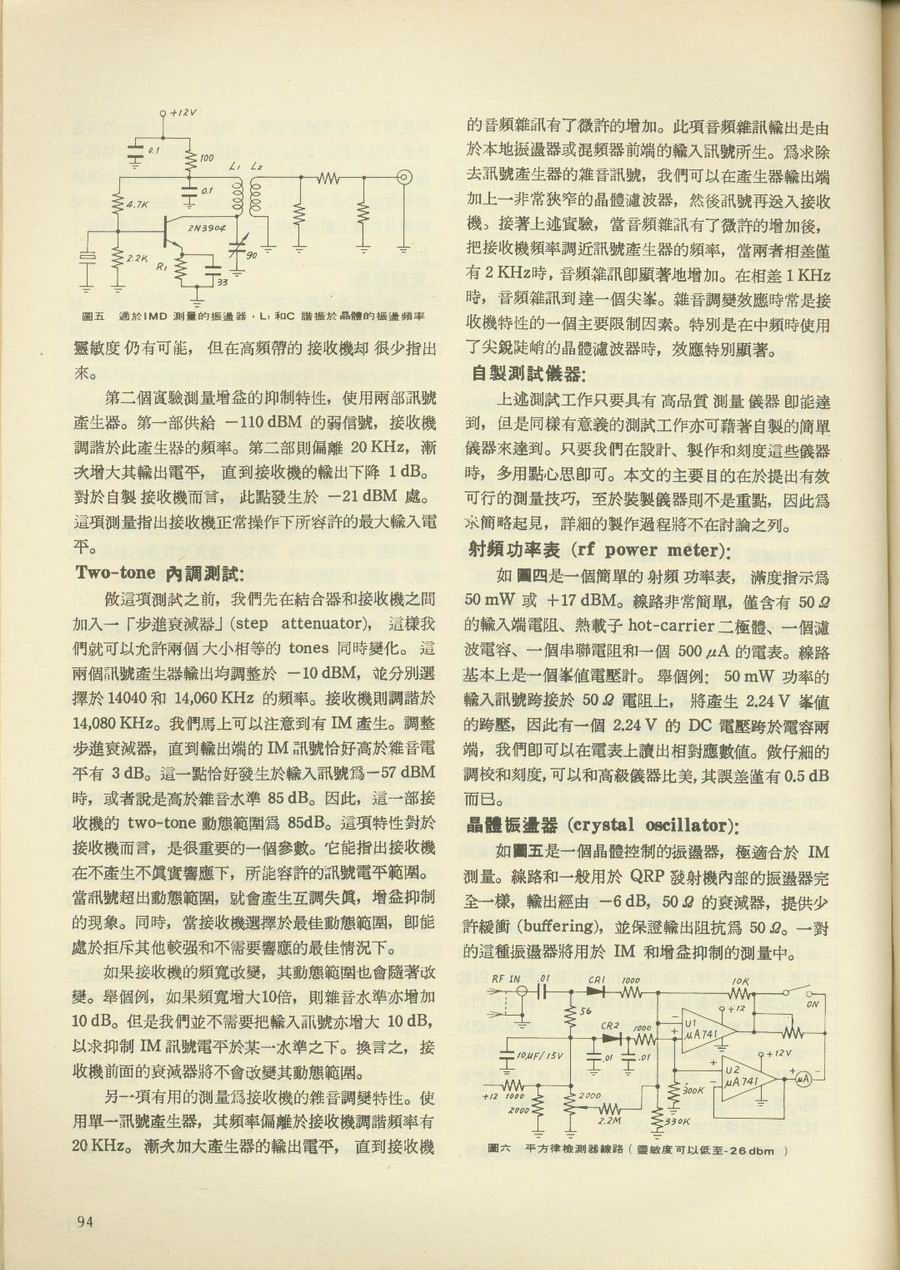 +12V
0.1
100
L₁ L₂
0.1
4.7K
2N3904
90
2.2K
R₁
33
圖五 適於IMD 測量的振盪器，L₁ 和C 諧振於晶體的振盪頻率
靈敏度仍有可能，但在高頻帶的接收機却很少指出
來。
第二個實驗測量增益的抑制特性，使用兩部訊號
產生器。第一部供給 －110 dBM 的弱信號，接收機
調諧於此產生器的頻率。第二部則偏離 20 KHz，漸
次增大其輸出電平，直到接收機的輸出下降 1 dB。
對於自製接收機而言，此點發生於 －21 dBM 處。
這項測量指出接收機正常操作下所容許的最大輸入電
平。
Two-tone 內調測試:
做這項測試之前，我們先在結合器和接收機之間
加入一「步進衰減器」(step attenuator)，這樣我
們就可以允許兩個大小相等的 tones 同時變化。這
兩個訊號產生器輸出均調整於 －10 dBM，並分別選
擇於 14040 和 14,060 KHz 的頻率。接收機則調諧於
14,080 KHz。我們馬上可以注意到有 IM 產生。調整
步進衰減器，直到輸出端的 IM 訊號恰好高於雜音電
平有 3 dB。這一點恰好發生於輸入訊號爲－57 dBM
時，或者說是高於雜音水準 85 dB。因此，這一部接
收機的 two-tone 動態範圍爲 85dB。這項特性對於
接收機而言，是很重要的一個參數。它能指出接收機
在不產生不眞實響應下，所能容許的訊號電平範圍。
當訊號超出動態範圍，就會產生互調失眞，增益抑制
的現象。同時，當接收機選擇於最佳動態範圍，卽能
處於拒斥其他較强和不需要響應的最佳情況下。
如果接收機的頻寬改變，其動態範圍也會隨著改
變。舉個例，如果頻寬增大10倍，則雜音水準亦增加
10 dB。但是我們並不需要把輸入訊號亦增大 10 dB，
以求抑制 IM 訊號電平於某一水準之下。換言之，接
收機前面的衰減器將不會改變其動態範圍。
另一項有用的測量爲接收機的雜音調變特性。使
用單一訊號產生器，其頻率偏離於接收機調諧頻率有
20 KHz。漸次加大產生器的輸出電平，直到接收機
的音頻雜訊有了微許的增加。此項音頻雜訊輸出是由
於本地振盪器或混頻器前端的輸入訊號所生。爲求除
去訊號產生器的雜音訊號，我們可以在產生器輸出端
加上一非常狹窄的晶體濾波器，然後訊號再送入接收
機。接著上述實驗，當音頻雜訊有了微許的增加後，
把接收機頻率調近訊號產生器的頻率，當兩者相差僅
有 2 KHz時，音頻雜訊卽顯著地增加。在相差 1 KHz
時，音頻雜訊到達一個尖峯。雜音調變效應時常是接
收機特性的一個主要限制因素。特別是在中頻時使用
了尖銳陡峭的晶體濾波器時，效應特別顯著。
自製測試儀器:
上述測試工作只要具有高品質測量儀器卽能達
到，但是同樣有意義的測試工作亦可藉著自製的簡單
儀器來達到。只要我們在設計、製作和刻度這些儀器
時，多用點心思卽可。本文的主要目的在於提出有效
可行的測量技巧，至於裝製儀器則不是重點，因此爲
求簡略起見，詳細的製作過程將不在討論之列。
射頻功率表 (rf power meter):
如圖四是一個簡單的射頻功率表，滿度指示爲
50 mW 或 ＋17 dBM。線路非常簡單，僅含有 50 Ω
的輸入端電阻、熱載子 hot-carrier 二極體、一個濾
波電容、一個串聯電阻和一個 500 μA 的電表。線路
基本上是一個峯值電壓計。舉個例：50 mW 功率的
輸入訊號跨接於 50 Ω 電阻上，將產生 2.24 V 峯值
的跨壓，因此有一個 2.24 V 的 DC 電壓跨於電容兩
端，我們卽可以在電表上讀出相對應數值。做仔細的
調校和刻度，可以和高級儀器比美，其誤差僅有 0.5 dB
而已。
晶體振盪器 (crystal oscillator):
如圖五是一個晶體控制的振盪器，極適合於 IM
測量。線路和一般用於 QRP 發射機內部的振盪器完
全一樣，輸出經由 －6 dB，50 Ω 的衰減器，提供少
許緩衝 (buffering)，並保證輸出阻抗爲 50 Ω。一對
的這種振盪器將用於 IM 和增益抑制的測量中。
RF IN .01 CR1 1000 10K
ON
56
+12
U1
μA741
CR2 1000
10μF/15V .01 .01
+12V
U2
μA741
μA
+12 1000
2000
2000
300K
2.2M
330K
圖六 平方律檢測器線路（靈敏度可以低至-26dbm ）
94